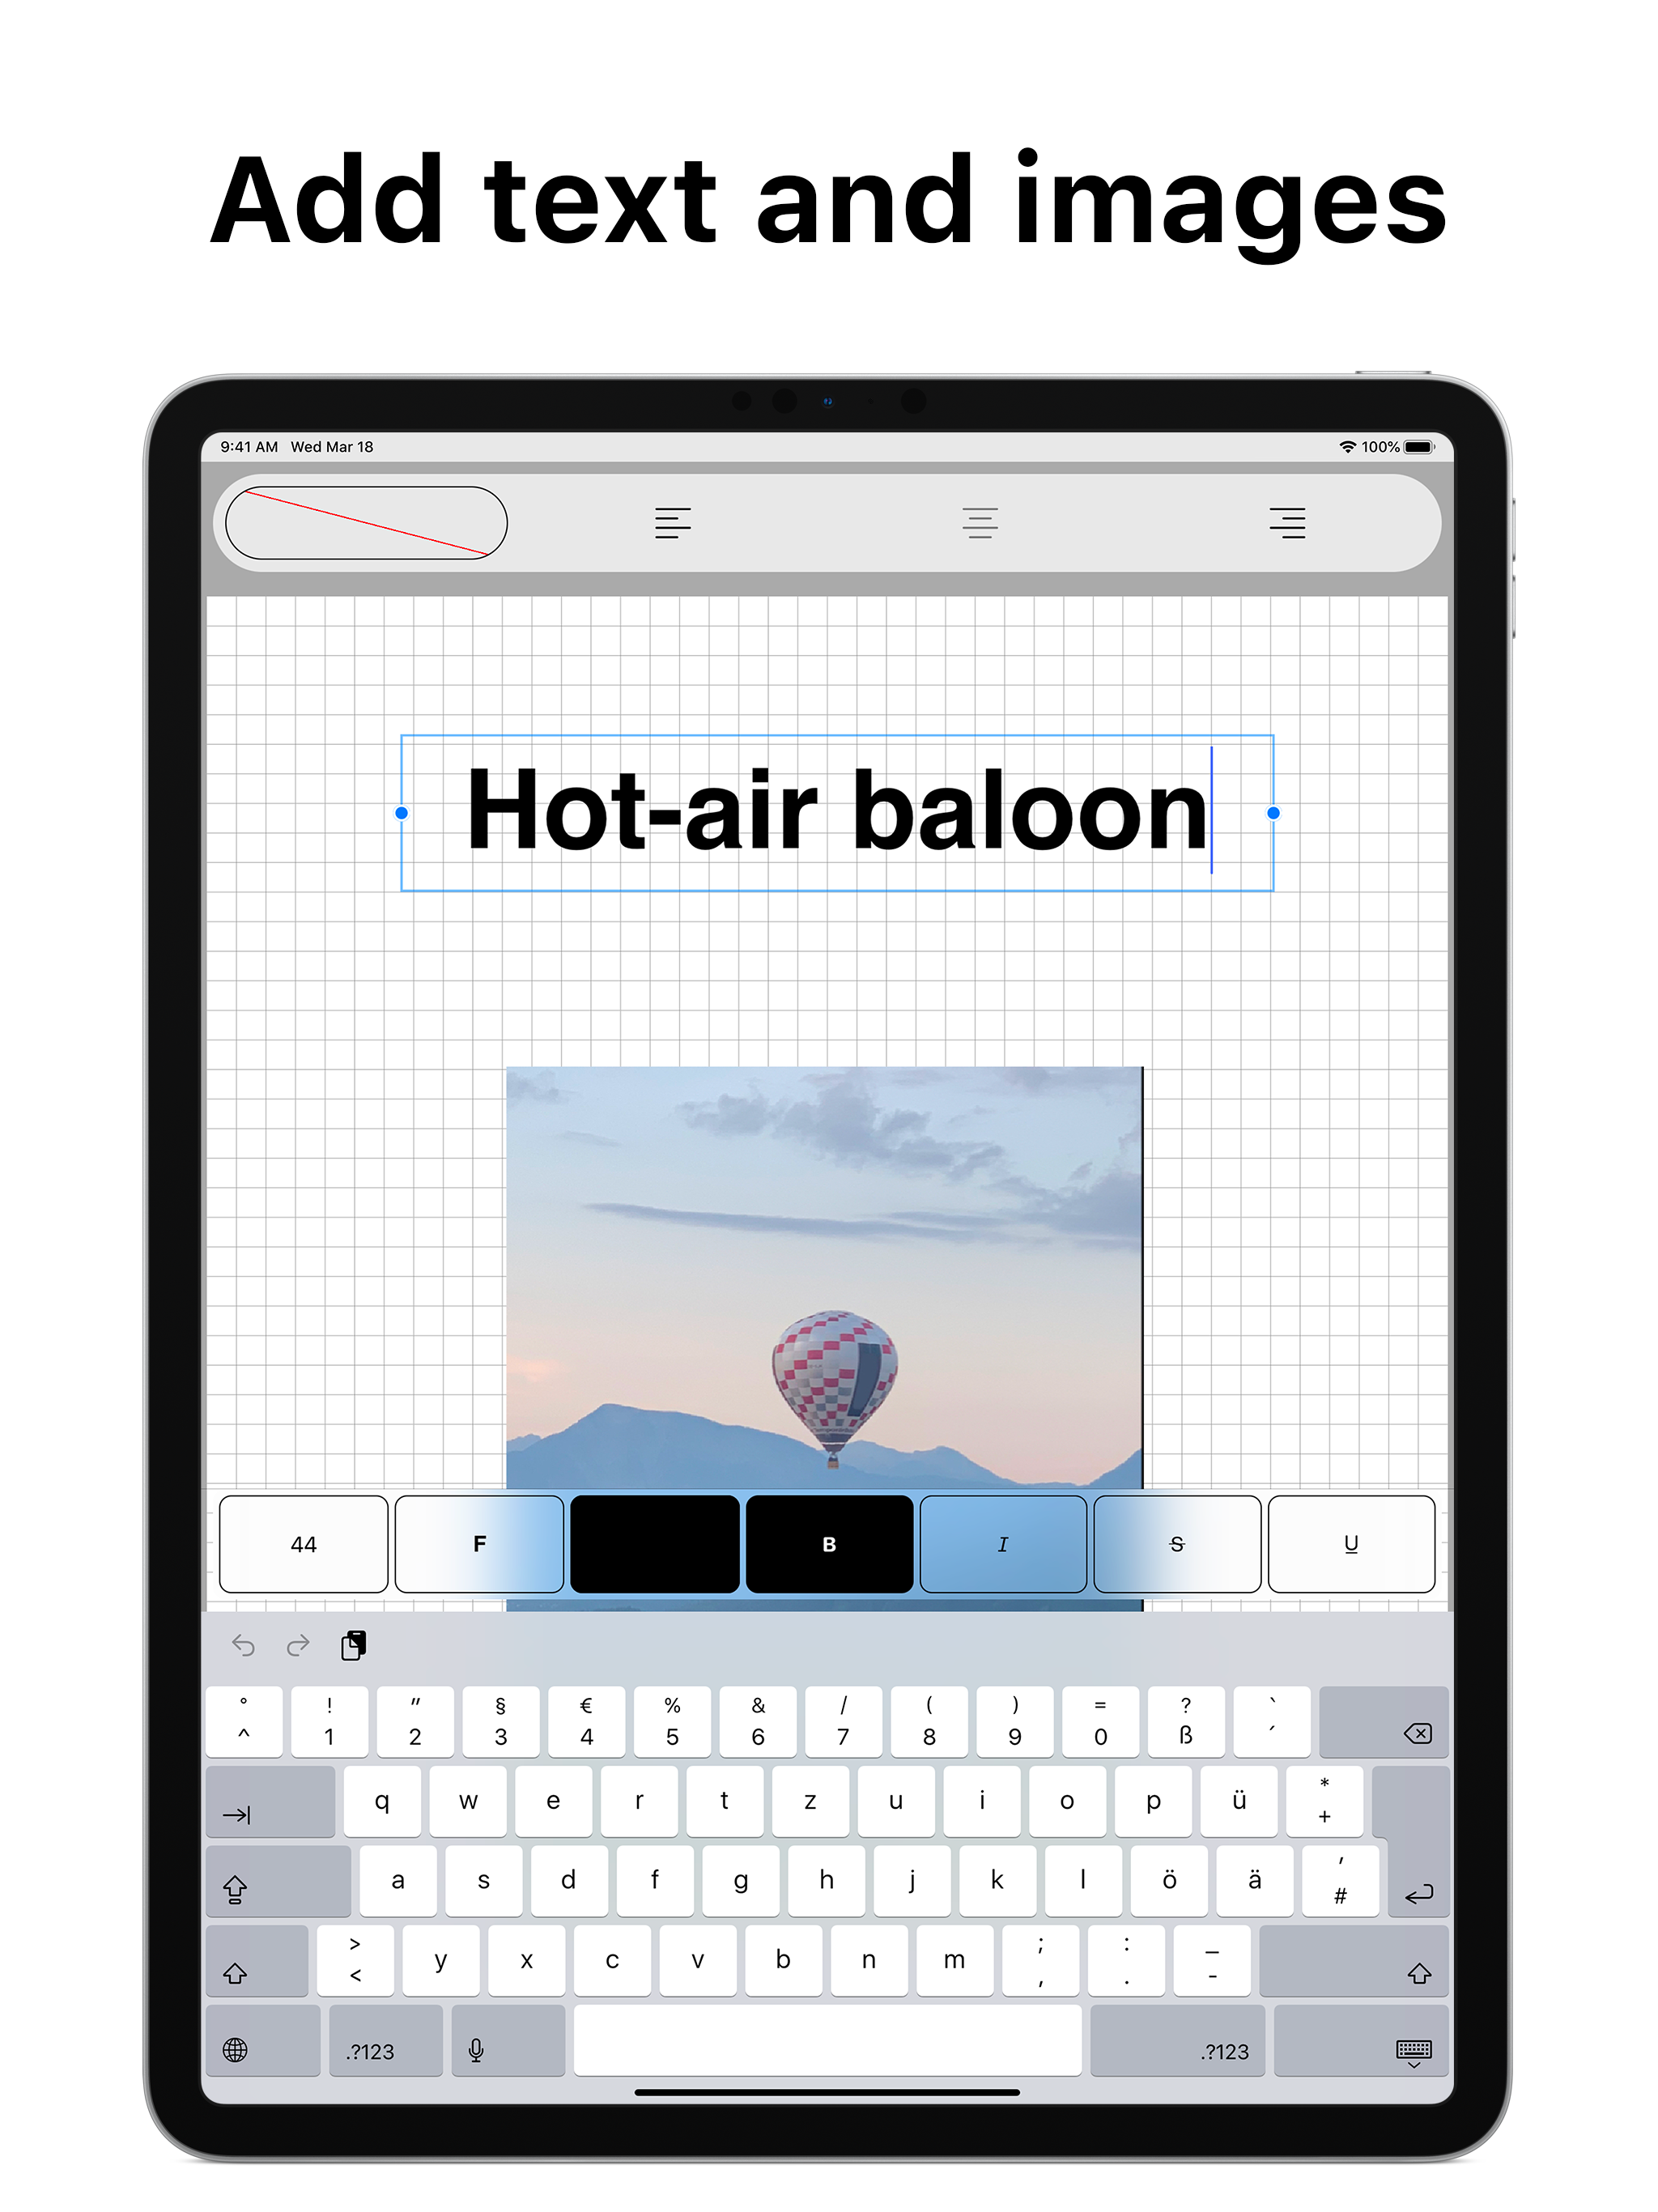 Add text and images
9:41 AM Wed Mar 18 100%
Hot-air baloon
44 F B I S U
° ! " § € % & / ( ) = ? `
^ 1 2 3 4 5 6 7 8 9 0 ß ´
q w e r t z u i o p ü * +
a s d f g h j k l ö ä ' #
> < y x c v b n m ; , : . _ -
.?123 .?123